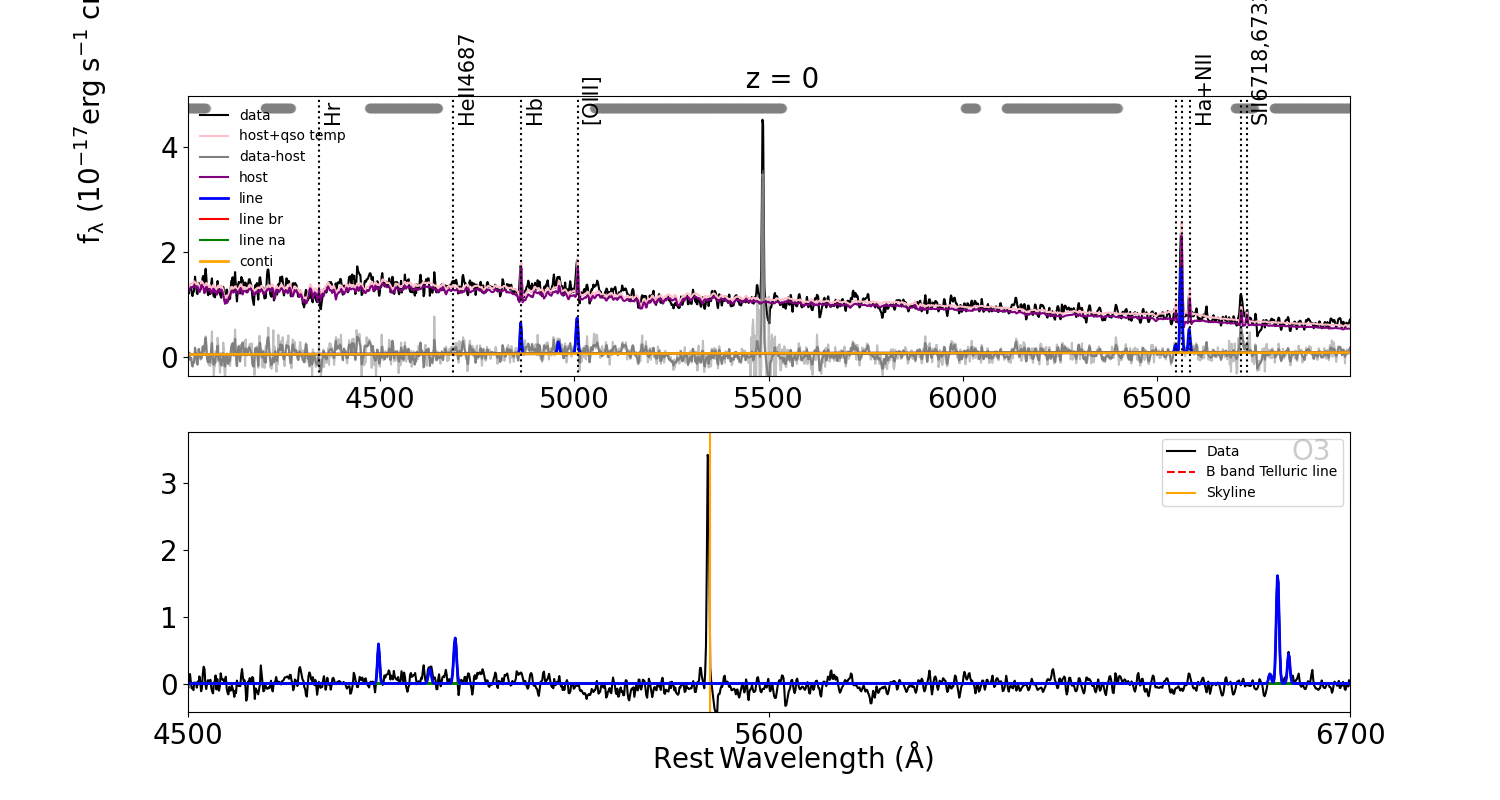 z = 0
fλ (10−17erg s−1 c
Hr
HeII4687
Hb
[OIII]
Ha+NII
SII6718,673
data
host+qso temp
data-host
host
line
line br
line na
conti
4
2
0
4500
5000
5500
6000
6500
O3
Data
B band Telluric line
Skyline
3
2
1
0
4500
5600
6700
Rest Wavelength (Å)